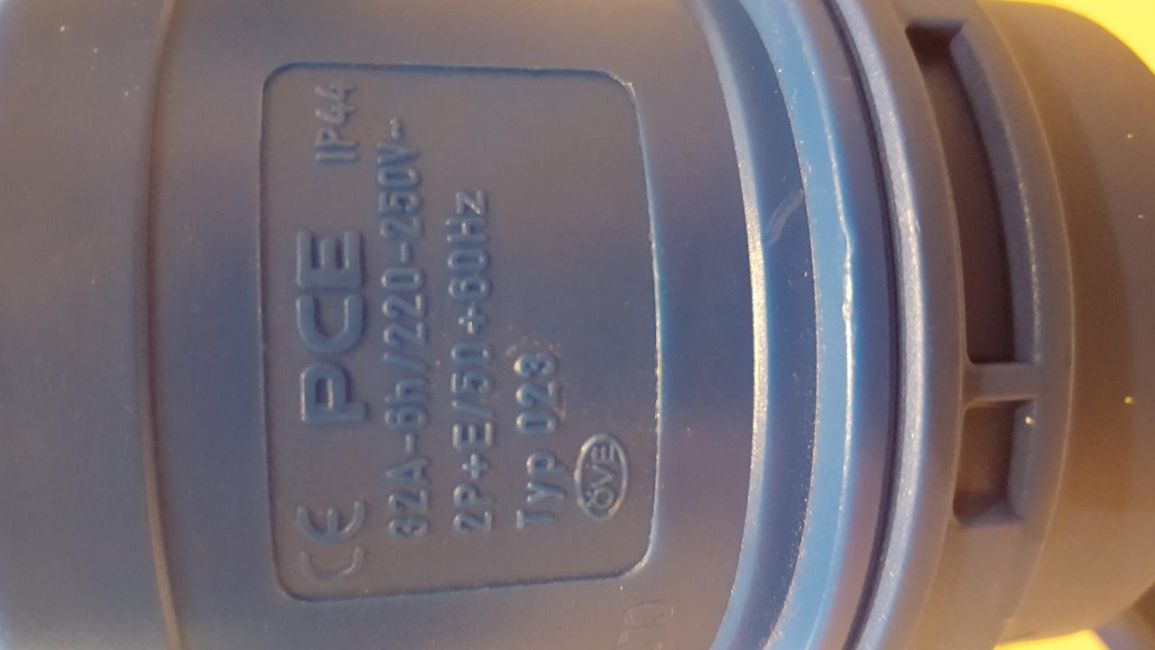 CE PCE IP44
32A-6h/220-250V~
2P+E/50+60Hz
Typ 023
ÖVE